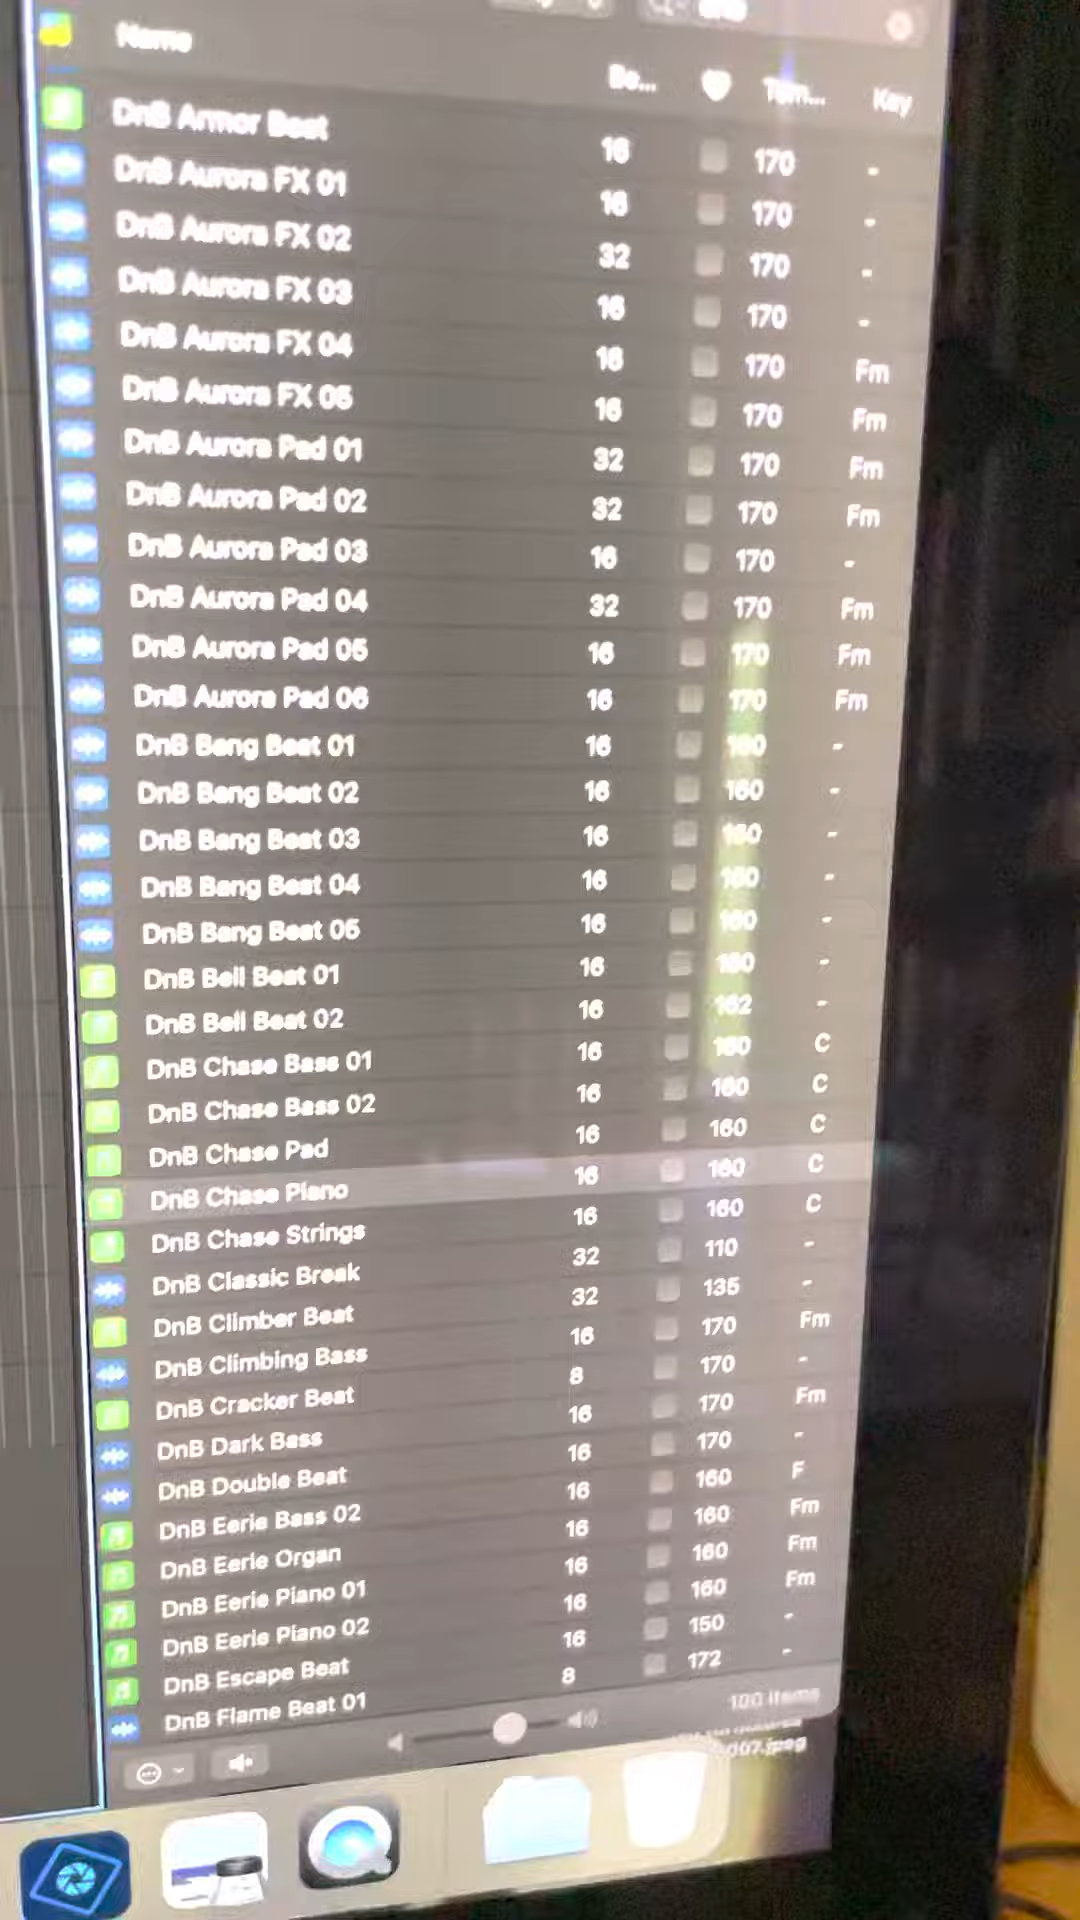 Name Be... Tem... Key
DnB Armor Beat 16 170 -
DnB Aurora FX 01 16 170 -
DnB Aurora FX 02 32 170 -
DnB Aurora FX 03 16 170 -
DnB Aurora FX 04 16 170 Fm
DnB Aurora FX 05 16 170 Fm
DnB Aurora Pad 01 32 170 Fm
DnB Aurora Pad 02 32 170 Fm
DnB Aurora Pad 03 16 170 -
DnB Aurora Pad 04 32 170 Fm
DnB Aurora Pad 05 16 170 Fm
DnB Aurora Pad 06 16 170 Fm
DnB Bang Beat 01 16 160 -
DnB Bang Beat 02 16 160 -
DnB Bang Beat 03 16 160 -
DnB Bang Beat 04 16 160 -
DnB Bang Beat 05 16 160 -
DnB Bell Beat 01 16 160 -
DnB Bell Beat 02 16 162 -
DnB Chase Bass 01 16 160 C
DnB Chase Bass 02 16 160 C
DnB Chase Pad 16 160 C
DnB Chase Piano 16 160 C
DnB Chase Strings 16 160 C
DnB Classic Break 32 110 -
DnB Climber Beat 32 135 -
DnB Climbing Bass 16 170 Fm
DnB Cracker Beat 8 170 -
DnB Dark Bass 16 170 Fm
DnB Double Beat 16 170 -
DnB Eerie Bass 02 16 160 F
DnB Eerie Organ 16 160 Fm
DnB Eerie Piano 01 16 160 Fm
DnB Eerie Piano 02 16 160 Fm
DnB Escape Beat 16 150 -
DnB Flame Beat 01 8 172 -
100 items